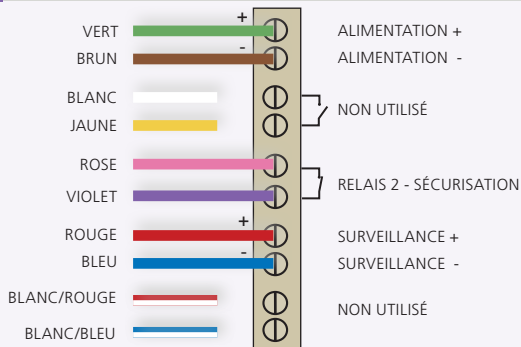 VERT + ALIMENTATION +
BRUN - ALIMENTATION -
BLANC
JAUNE
NON UTILISÉ
ROSE
VIOLET
RELAIS 2 - SÉCURISATION
ROUGE + SURVEILLANCE +
BLEU - SURVEILLANCE -
BLANC/ROUGE
BLANC/BLEU
NON UTILISÉ